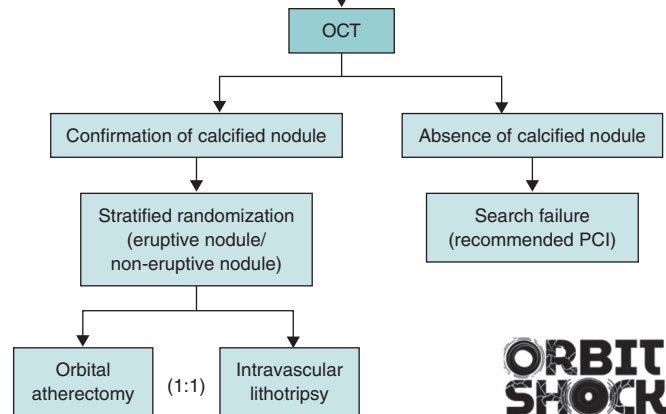 OCT
Confirmation of calcified nodule
Absence of calcified nodule
Stratified randomization
(eruptive nodule/
non-eruptive nodule)
Search failure
(recommended PCI)
Orbital
atherectomy
(1:1)
Intravascular
lithotripsy
ORBIT
SHOCK